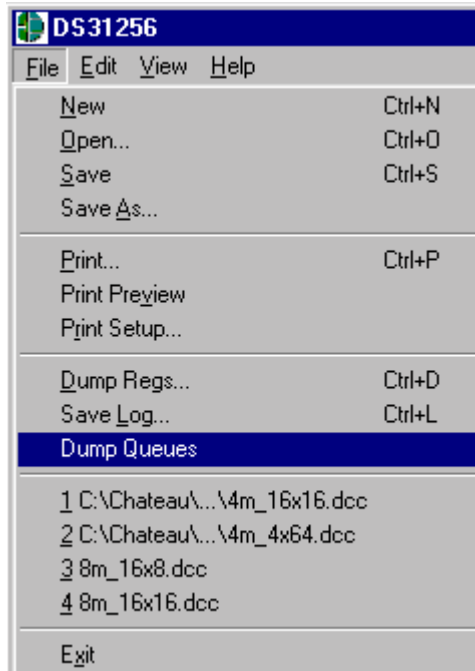 DS31256
File Edit View Help
New Ctrl+N
Open... Ctrl+O
Save Ctrl+S
Save As...
Print... Ctrl+P
Print Preview
Print Setup...
Dump Regs... Ctrl+D
Save Log... Ctrl+L
Dump Queues
1 C:\Chateau\...\4m_16x16.dcc
2 C:\Chateau\...\4m_4x64.dcc
3 8m_16x8.dcc
4 8m_16x16.dcc
Exit